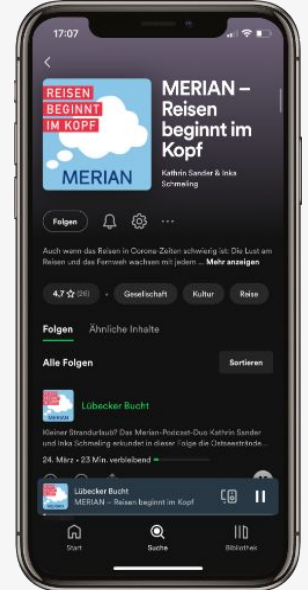 17:07
REISEN
BEGINNT
IM KOPF
MERIAN
MERIAN –
Reisen
beginnt im
Kopf
Kathrin Sander & Inka
Schmeling
Folgen
Auch wenn das Reisen in Corona-Zeiten schwierig ist: Die Lust am
Reisen und das Fernweh wachsen mit jedem ... Mehr anzeigen
4,7 (26)
Gesellschaft
Kultur
Reise
Folgen
Ähnliche Inhalte
Alle Folgen
Sortieren
Lübecker Bucht
Kleiner Strandurlaub? Das Merian-Podcast-Duo Kathrin Sander
und Inka Schmeling erkundet in dieser Folge die Ostseestrände...
24. März • 23 Min. verbleibend
Lübecker Bucht
MERIAN – Reisen beginnt im Kopf
Start
Suche
Bibliothek